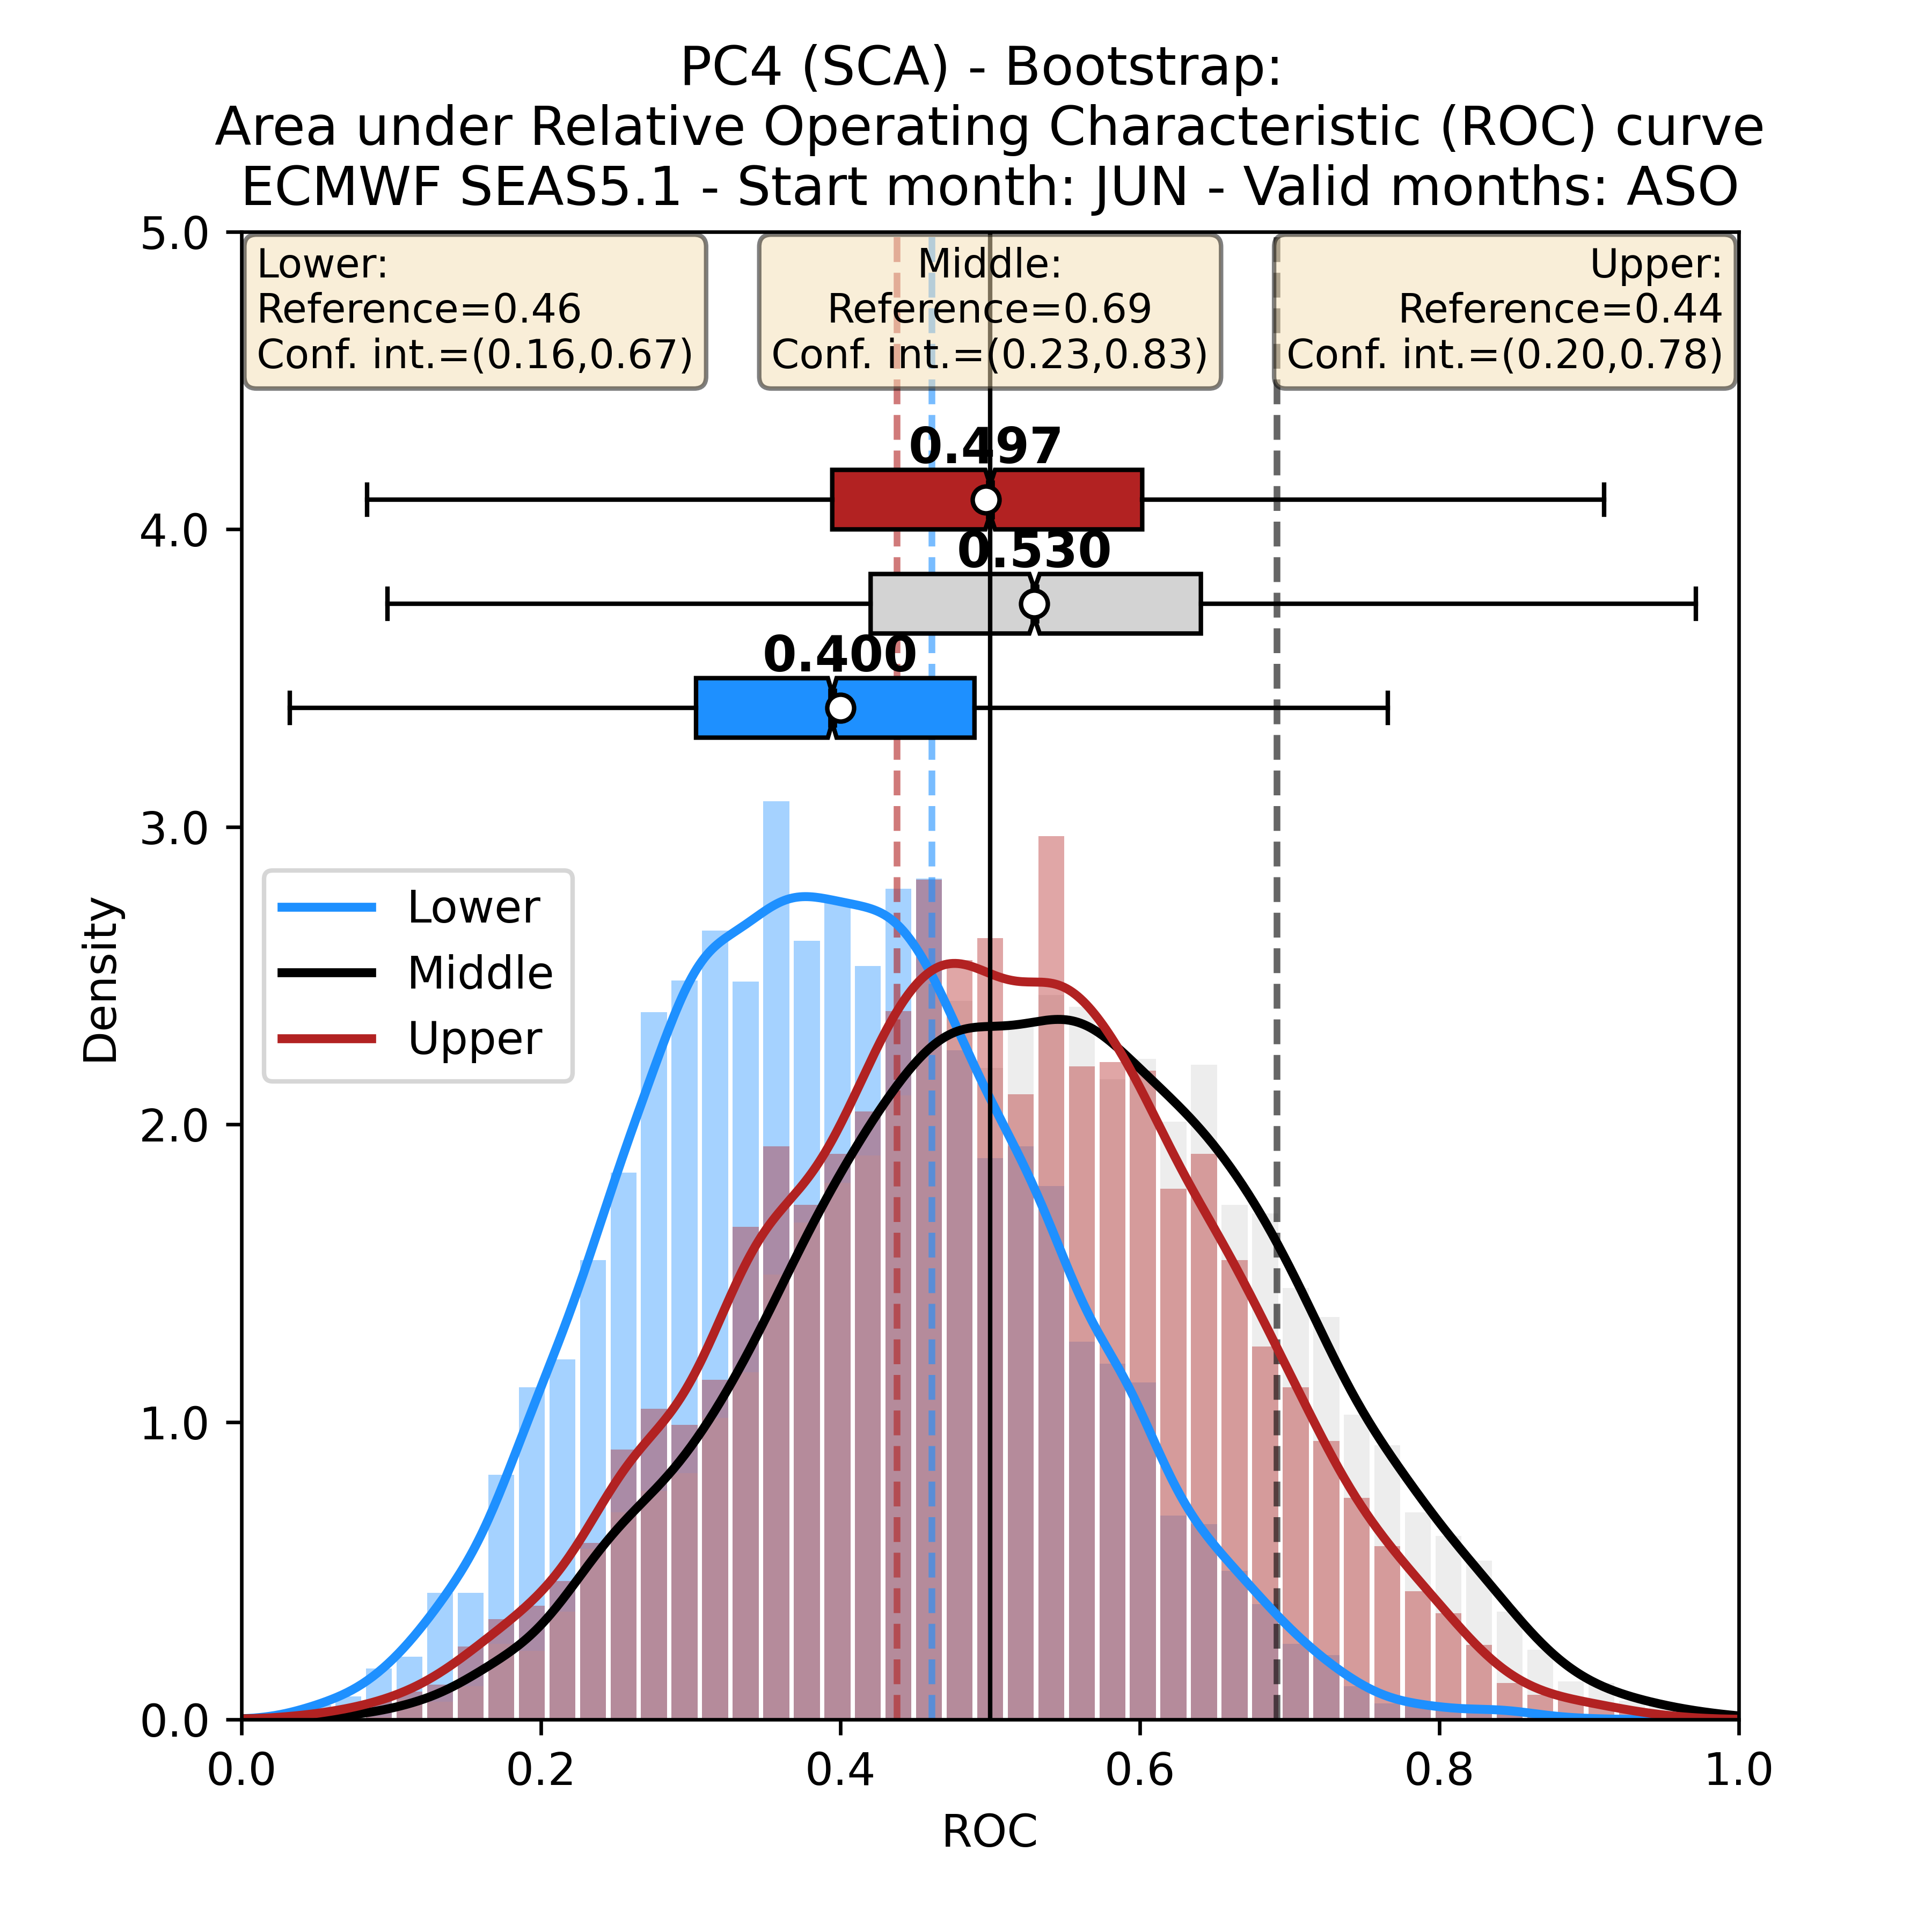 PC4 (SCA) - Bootstrap:
Area under Relative Operating Characteristic (ROC) curve
ECMWF SEAS5.1 - Start month: JUN - Valid months: ASO
Lower:
Reference=0.46
Conf. int.=(0.16,0.67)
Middle:
Reference=0.69
Conf. int.=(0.23,0.83)
Upper:
Reference=0.44
Conf. int.=(0.20,0.78)
0.497
0.530
0.400
Lower
Middle
Upper
Density
5.0
4.0
3.0
2.0
1.0
0.0
0.0 0.2 0.4 0.6 0.8 1.0
ROC